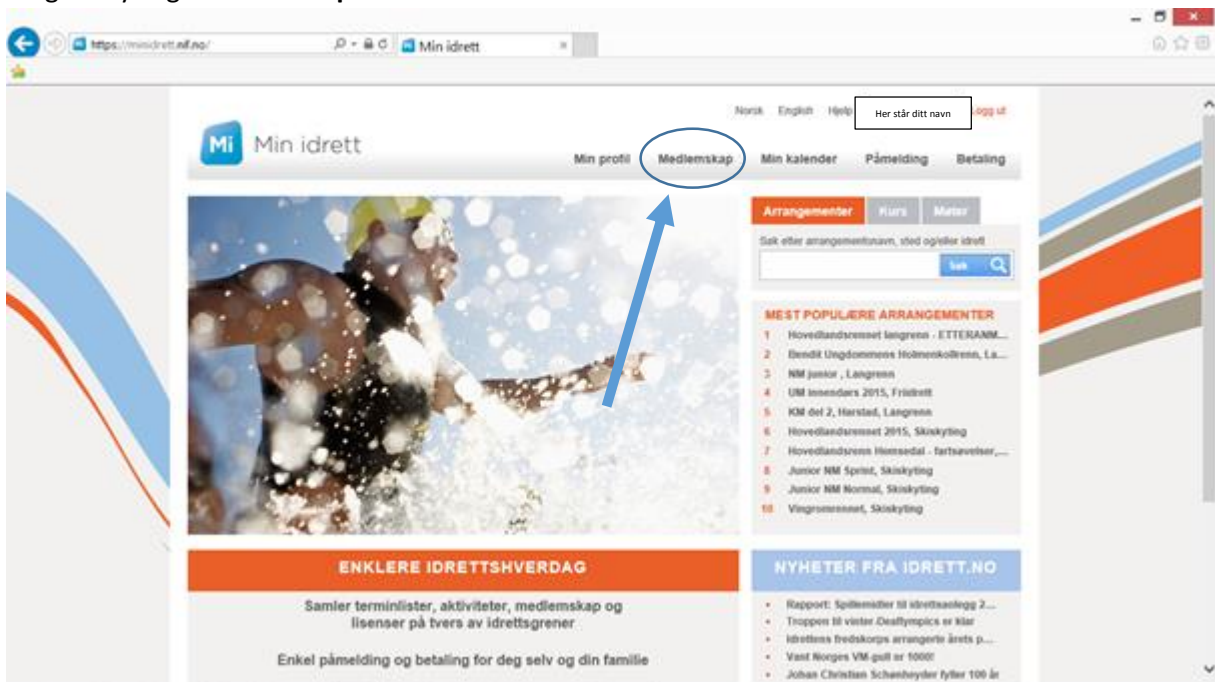 https://minidrett.nif.no/
Min idrett
Norsk English Hjelp Her står ditt navn Logg ut
Mi Min idrett
Min profil Medlemskap Min kalender Påmelding Betaling
Arrangementer Kurs Møter
Søk etter arrangementsnavn, sted og/eller idrett
Søk
MEST POPULÆRE ARRANGEMENTER
1 Hovedlandsrennet langrenn - ETTERANM...
2 Bendit Ungdommens Holmenkollrenn, La...
3 NM junior , Langrenn
4 UM innendørs 2015, Friidrett
5 KM del 2, Harstad, Langrenn
6 Hovedlandsrennet 2015, Skiskyting
7 Hovedlandsrenn Hemsedal - fartsøvelser,...
8 Junior NM Sprint, Skiskyting
9 Junior NM Normal, Skiskyting
10 Vingromrennet, Skiskyting
ENKLERE IDRETTSHVERDAG
Samler terminlister, aktiviteter, medlemskap og
lisenser på tvers av idrettsgrener
Enkel påmelding og betaling for deg selv og din familie
NYHETER FRA IDRETT.NO
Rapport: Spillemidler til idrettsanlegg 2...
Troppen til vinter-Deaflympics er klar
Idrettens fredskorps arrangerte årets p...
Vant Norges VM-gull nr 1000!
Johan Christian Schønheyder fyller 100 år